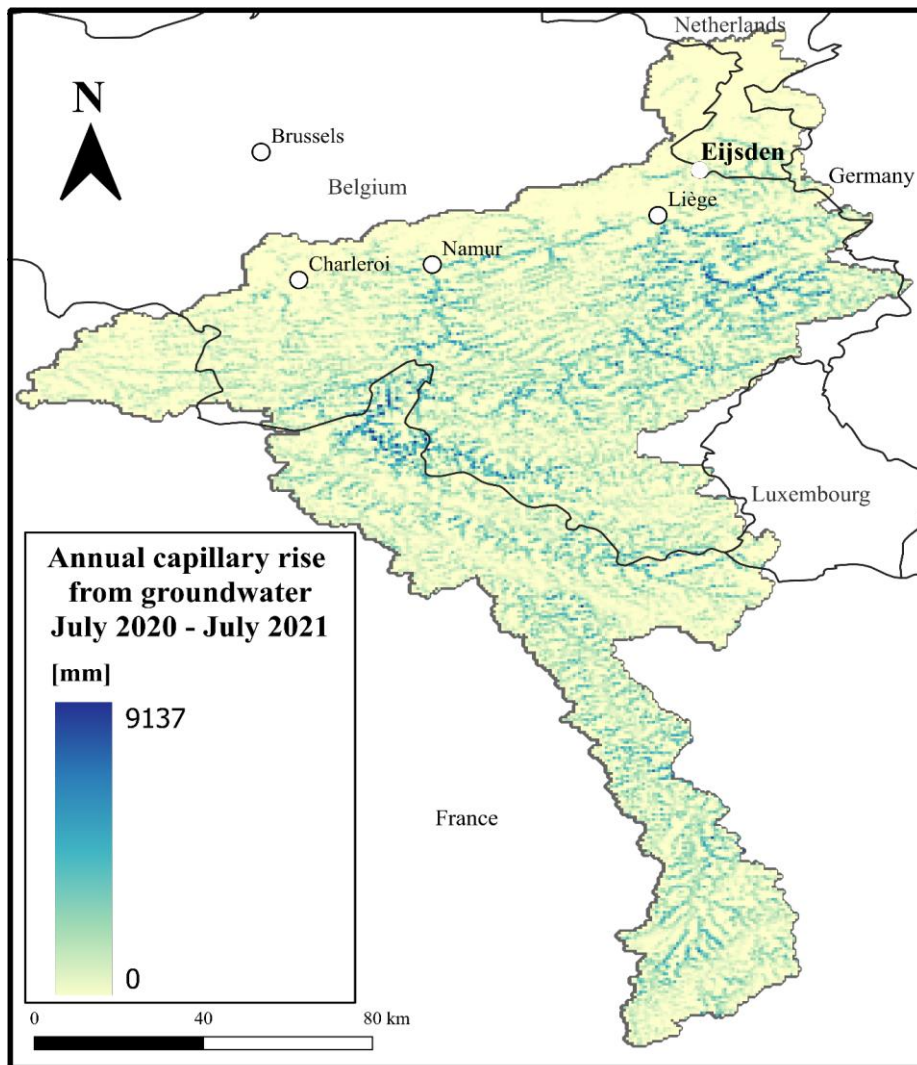 Netherlands
N
Brussels
Eijsden
Belgium
Germany
Liège
Namur
Charleroi
Luxembourg
Annual capillary rise
from groundwater
July 2020 - July 2021
[mm]
9137
France
0
0 40 80 km